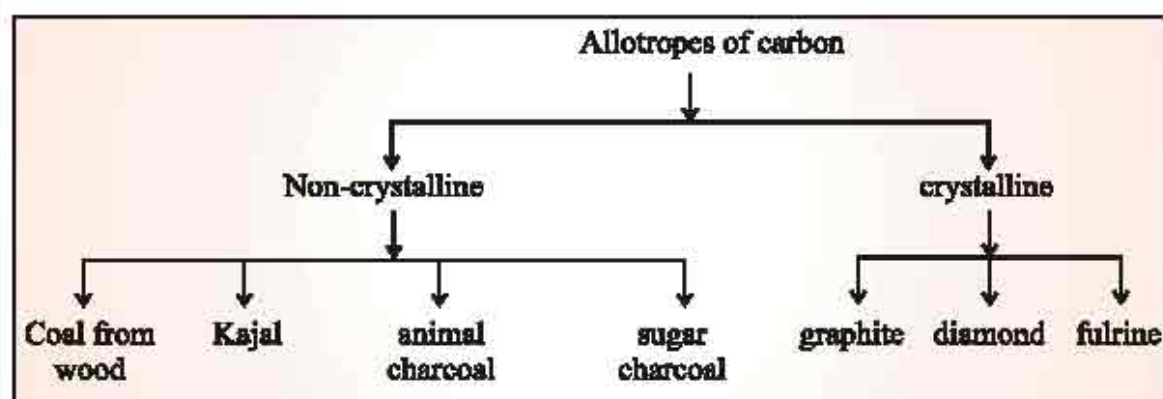 Allotropes of carbon
Non-crystalline
crystalline
Coal from
wood
Kajal
animal
charcoal
sugar
charcoal
graphite
diamond
fulrine